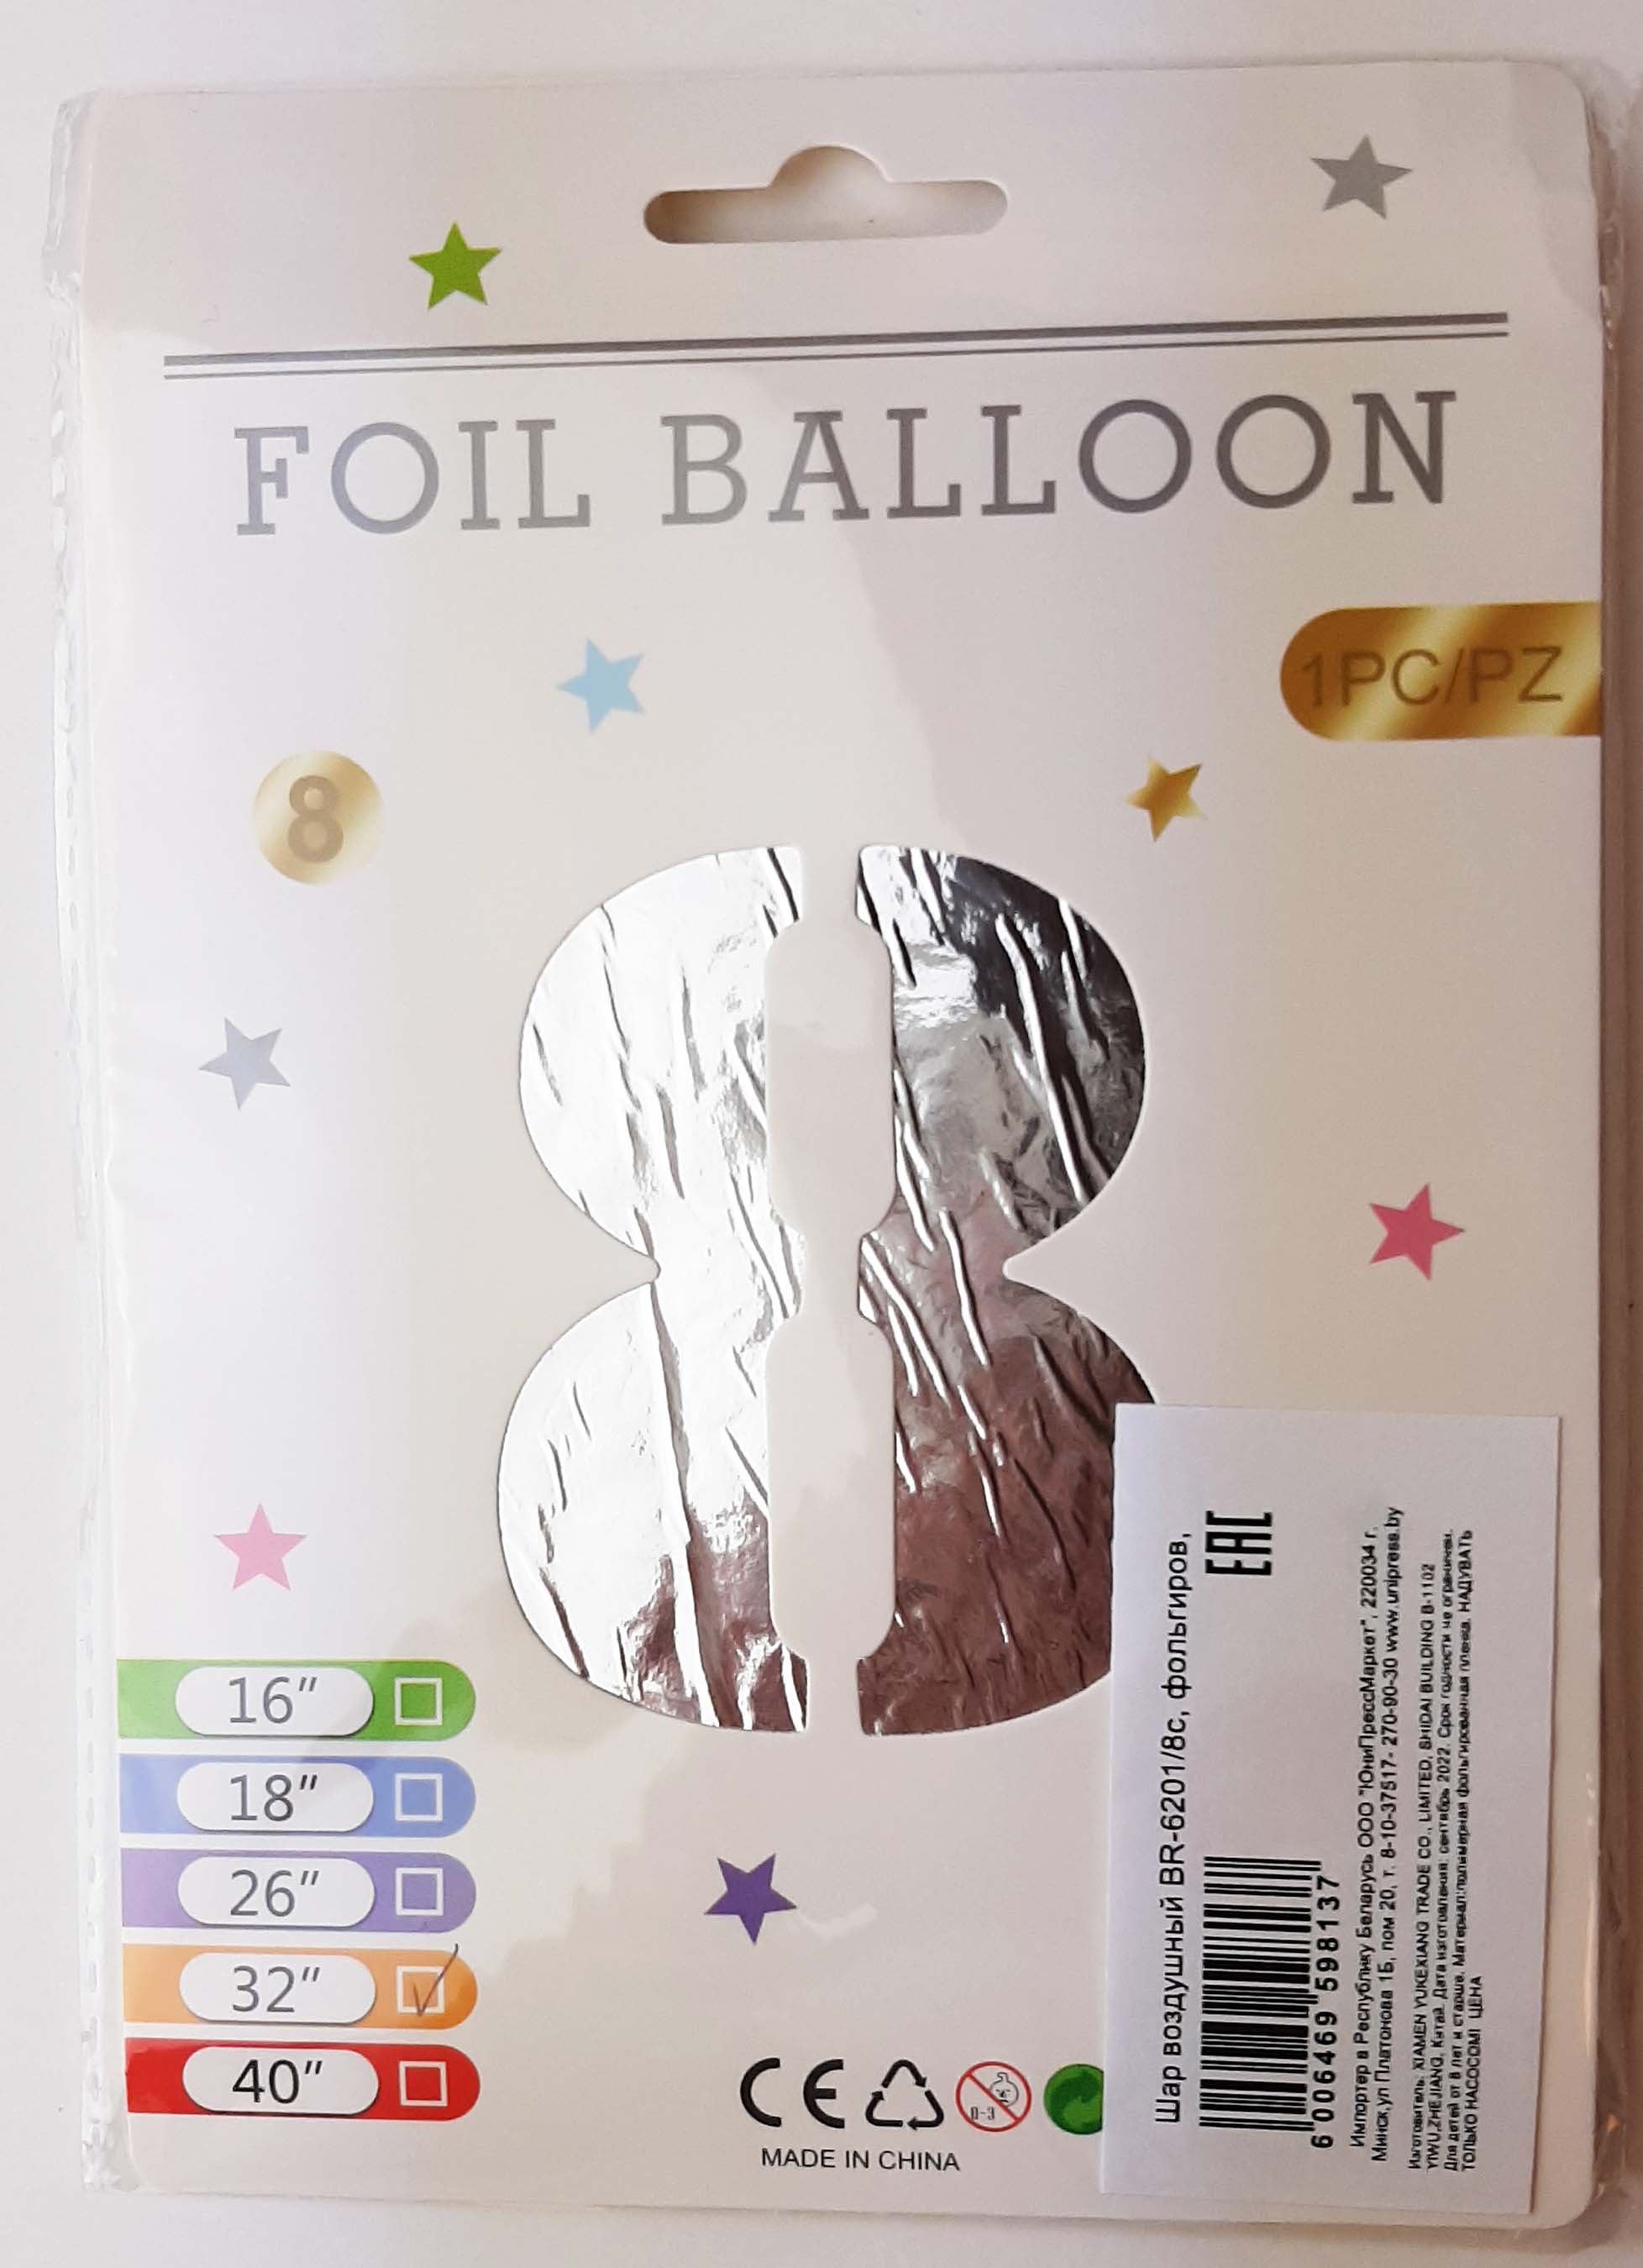 FOIL BALLOON
1PC/PZ
8
16"
18"
26"
32"
40"
CE
0-3
MADE IN CHINA
Шар воздушный BR-6201/8с, фольгиров,
EAC
6 006469 598137
Импортер в Республику Беларусь ООО "ЮниПрессМаркет", 220034 г.
Минск,ул Платонова 1Б, пом 20, т. 8-10-37517- 270-90-30 www.unipress.by
Изготовитель: XIAMEN YUKEXIANG TRADE CO., LIMITED, SHIDAI BUILDING B-1102
YIWU,ZHEJIANG, Китай. Дата изготовления: сентябрь 2022. Срок годности не ограничен.
Для детей от 8 лет и старше. Материал:полимерная фольгированная пленка. НАДУВАТЬ
ТОЛЬКО НАСОСОМ! ЦЕНА